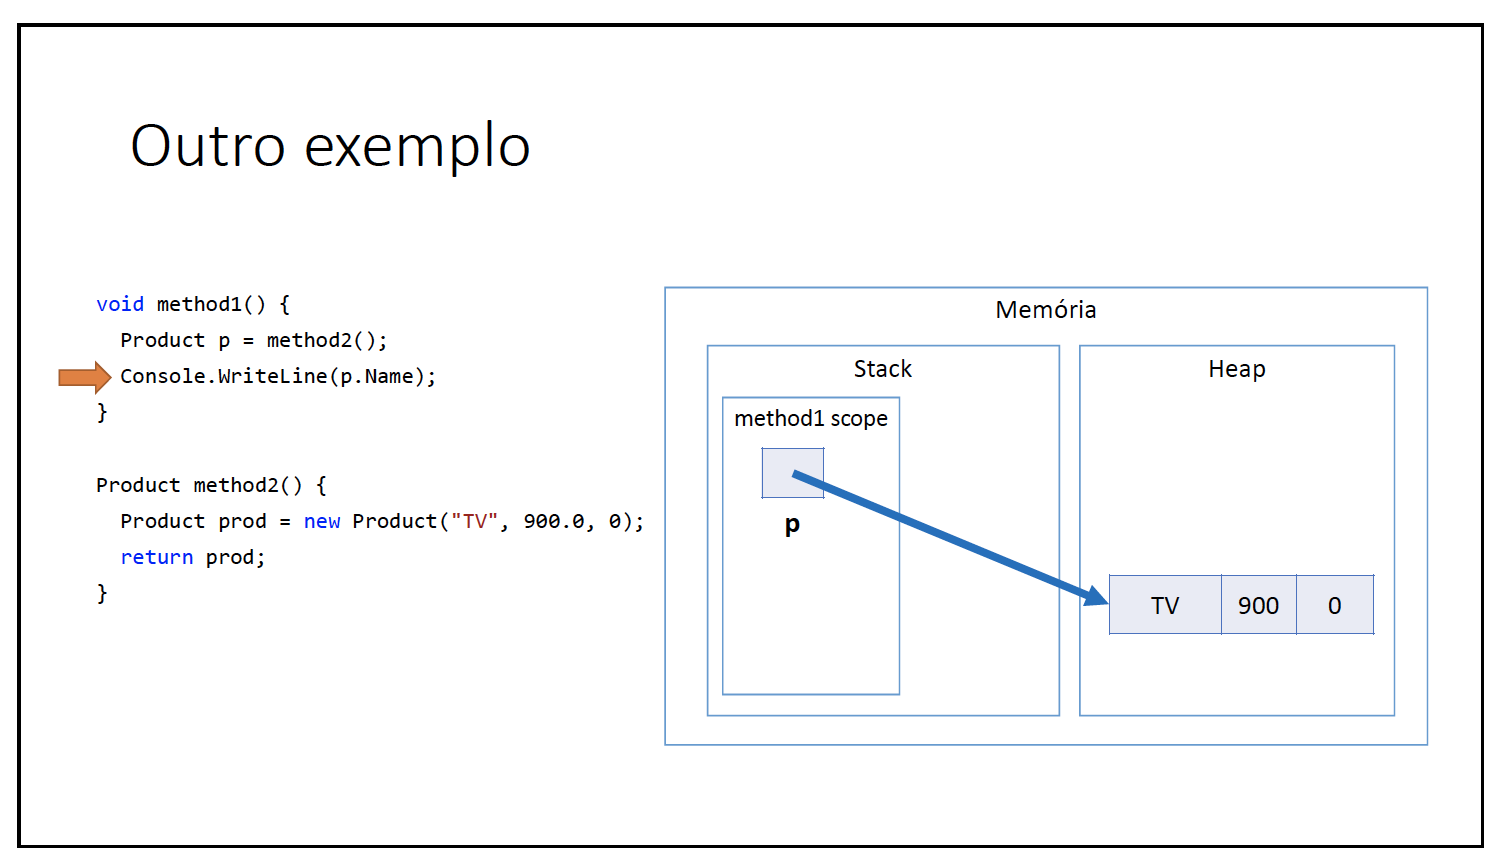 Outro exemplo
void method1() {
Product p = method2();
Console.WriteLine(p.Name);
}
Product method2() {
Product prod = new Product("TV", 900.0, 0);
return prod;
}
Memória
Stack
Heap
method1 scope
p
TV 900 0